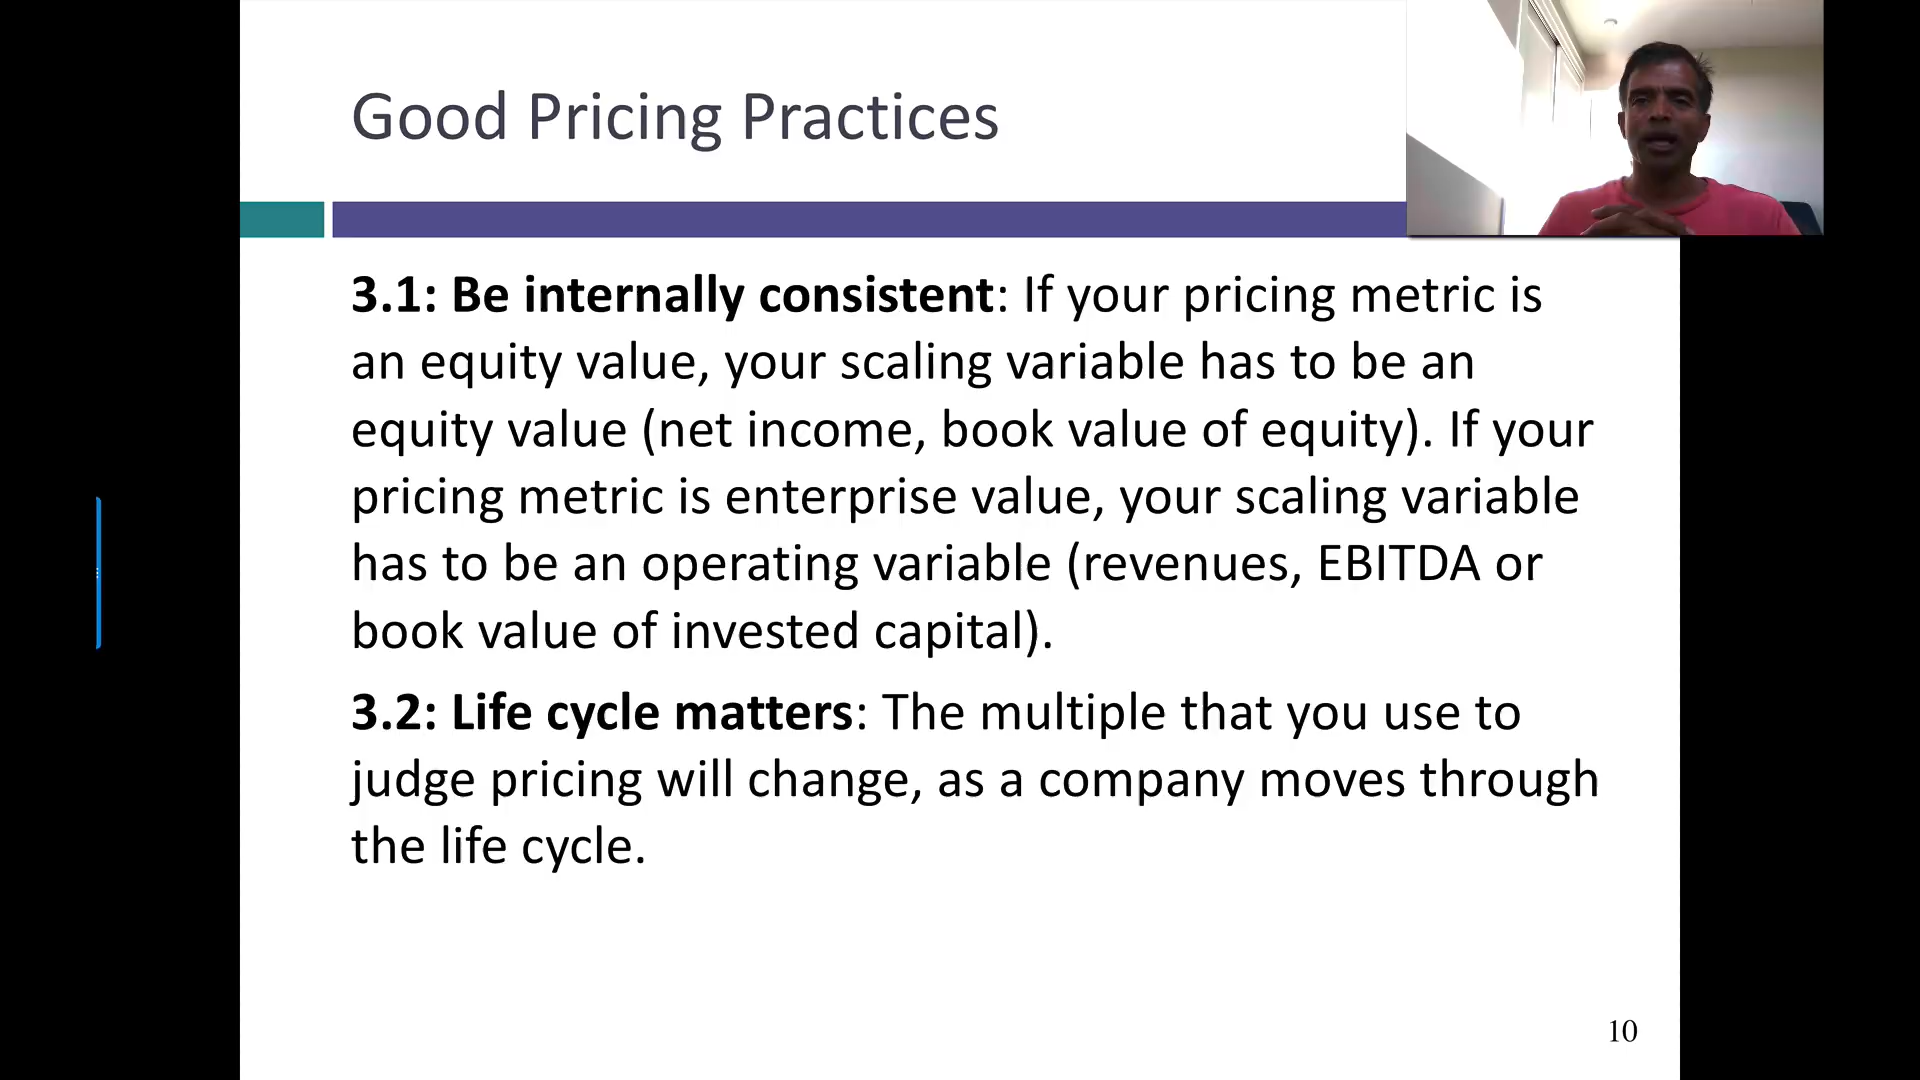 Good Pricing Practices
3.1: Be internally consistent: If your pricing metric is
an equity value, your scaling variable has to be an
equity value (net income, book value of equity). If your
pricing metric is enterprise value, your scaling variable
has to be an operating variable (revenues, EBITDA or
book value of invested capital).
3.2: Life cycle matters: The multiple that you use to
judge pricing will change, as a company moves through
the life cycle.
10